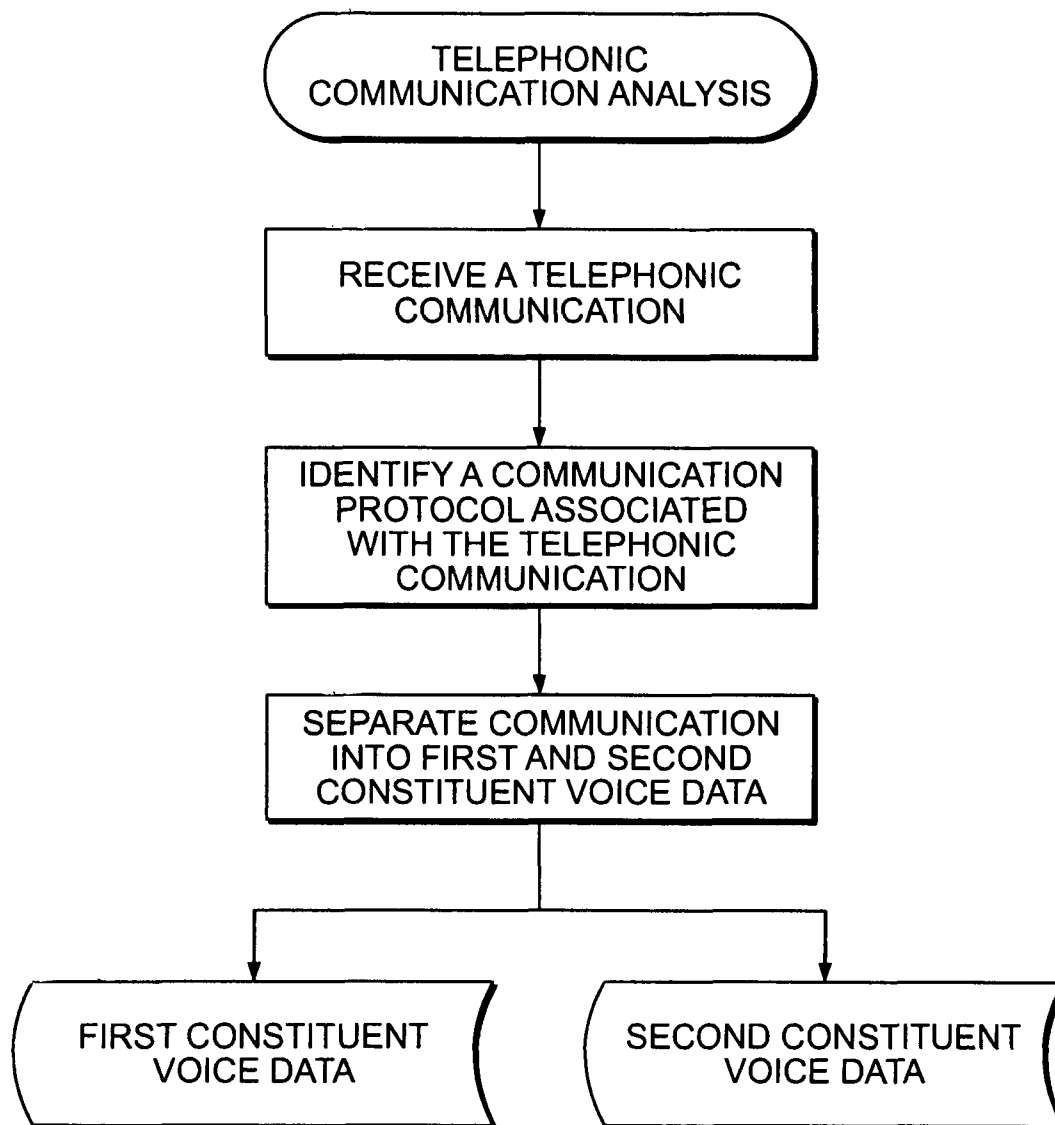 TELEPHONIC
COMMUNICATION ANALYSIS
RECEIVE A TELEPHONIC
COMMUNICATION
IDENTIFY A COMMUNICATION
PROTOCOL ASSOCIATED
WITH THE TELEPHONIC
COMMUNICATION
SEPARATE COMMUNICATION
INTO FIRST AND SECOND
CONSTITUENT VOICE DATA
FIRST CONSTITUENT
VOICE DATA
SECOND CONSTITUENT
VOICE DATA